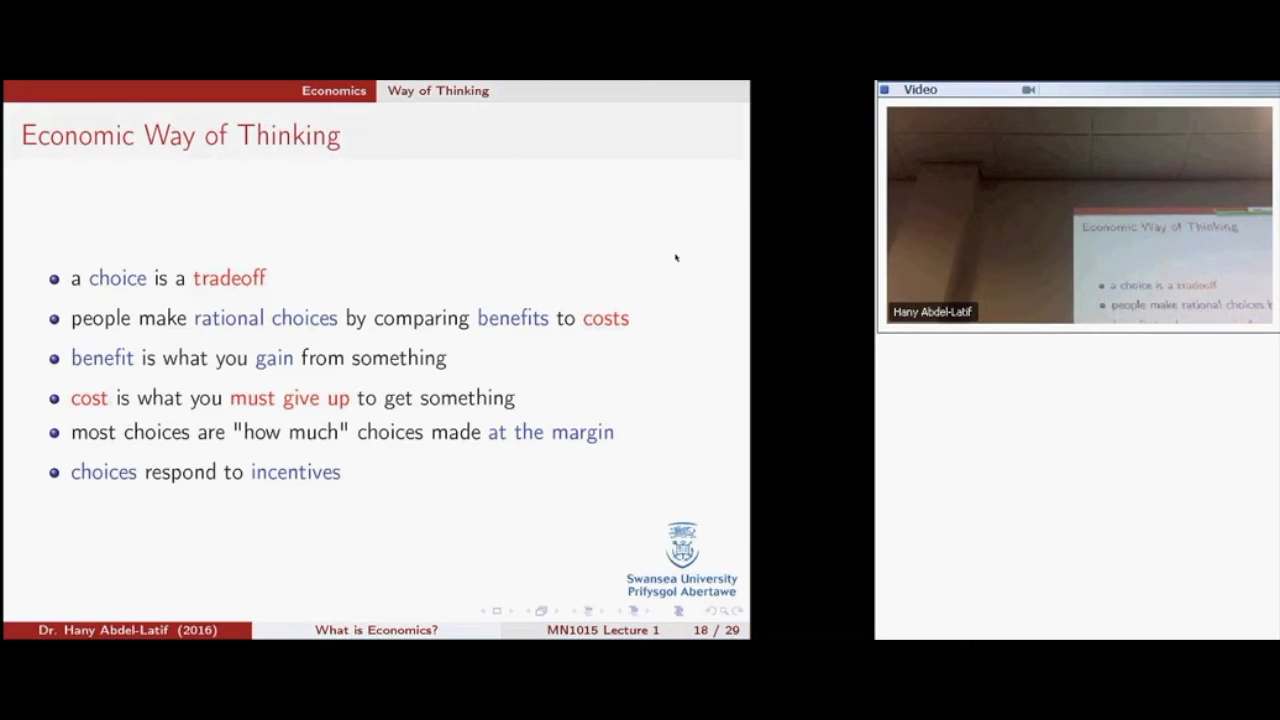 Economics Way of Thinking
Economic Way of Thinking
a choice is a tradeoff
people make rational choices by comparing benefits to costs
benefit is what you gain from something
cost is what you must give up to get something
most choices are "how much" choices made at the margin
choices respond to incentives
Swansea University
Prifysgol Abertawe
Dr. Hany Abdel-Latif (2016) What is Economics? MN1015 Lecture 1 18 / 29
Video
Economic Way of Thinking
a choice is a tradeoff
people make rational choices
Hany Abdel-Latif